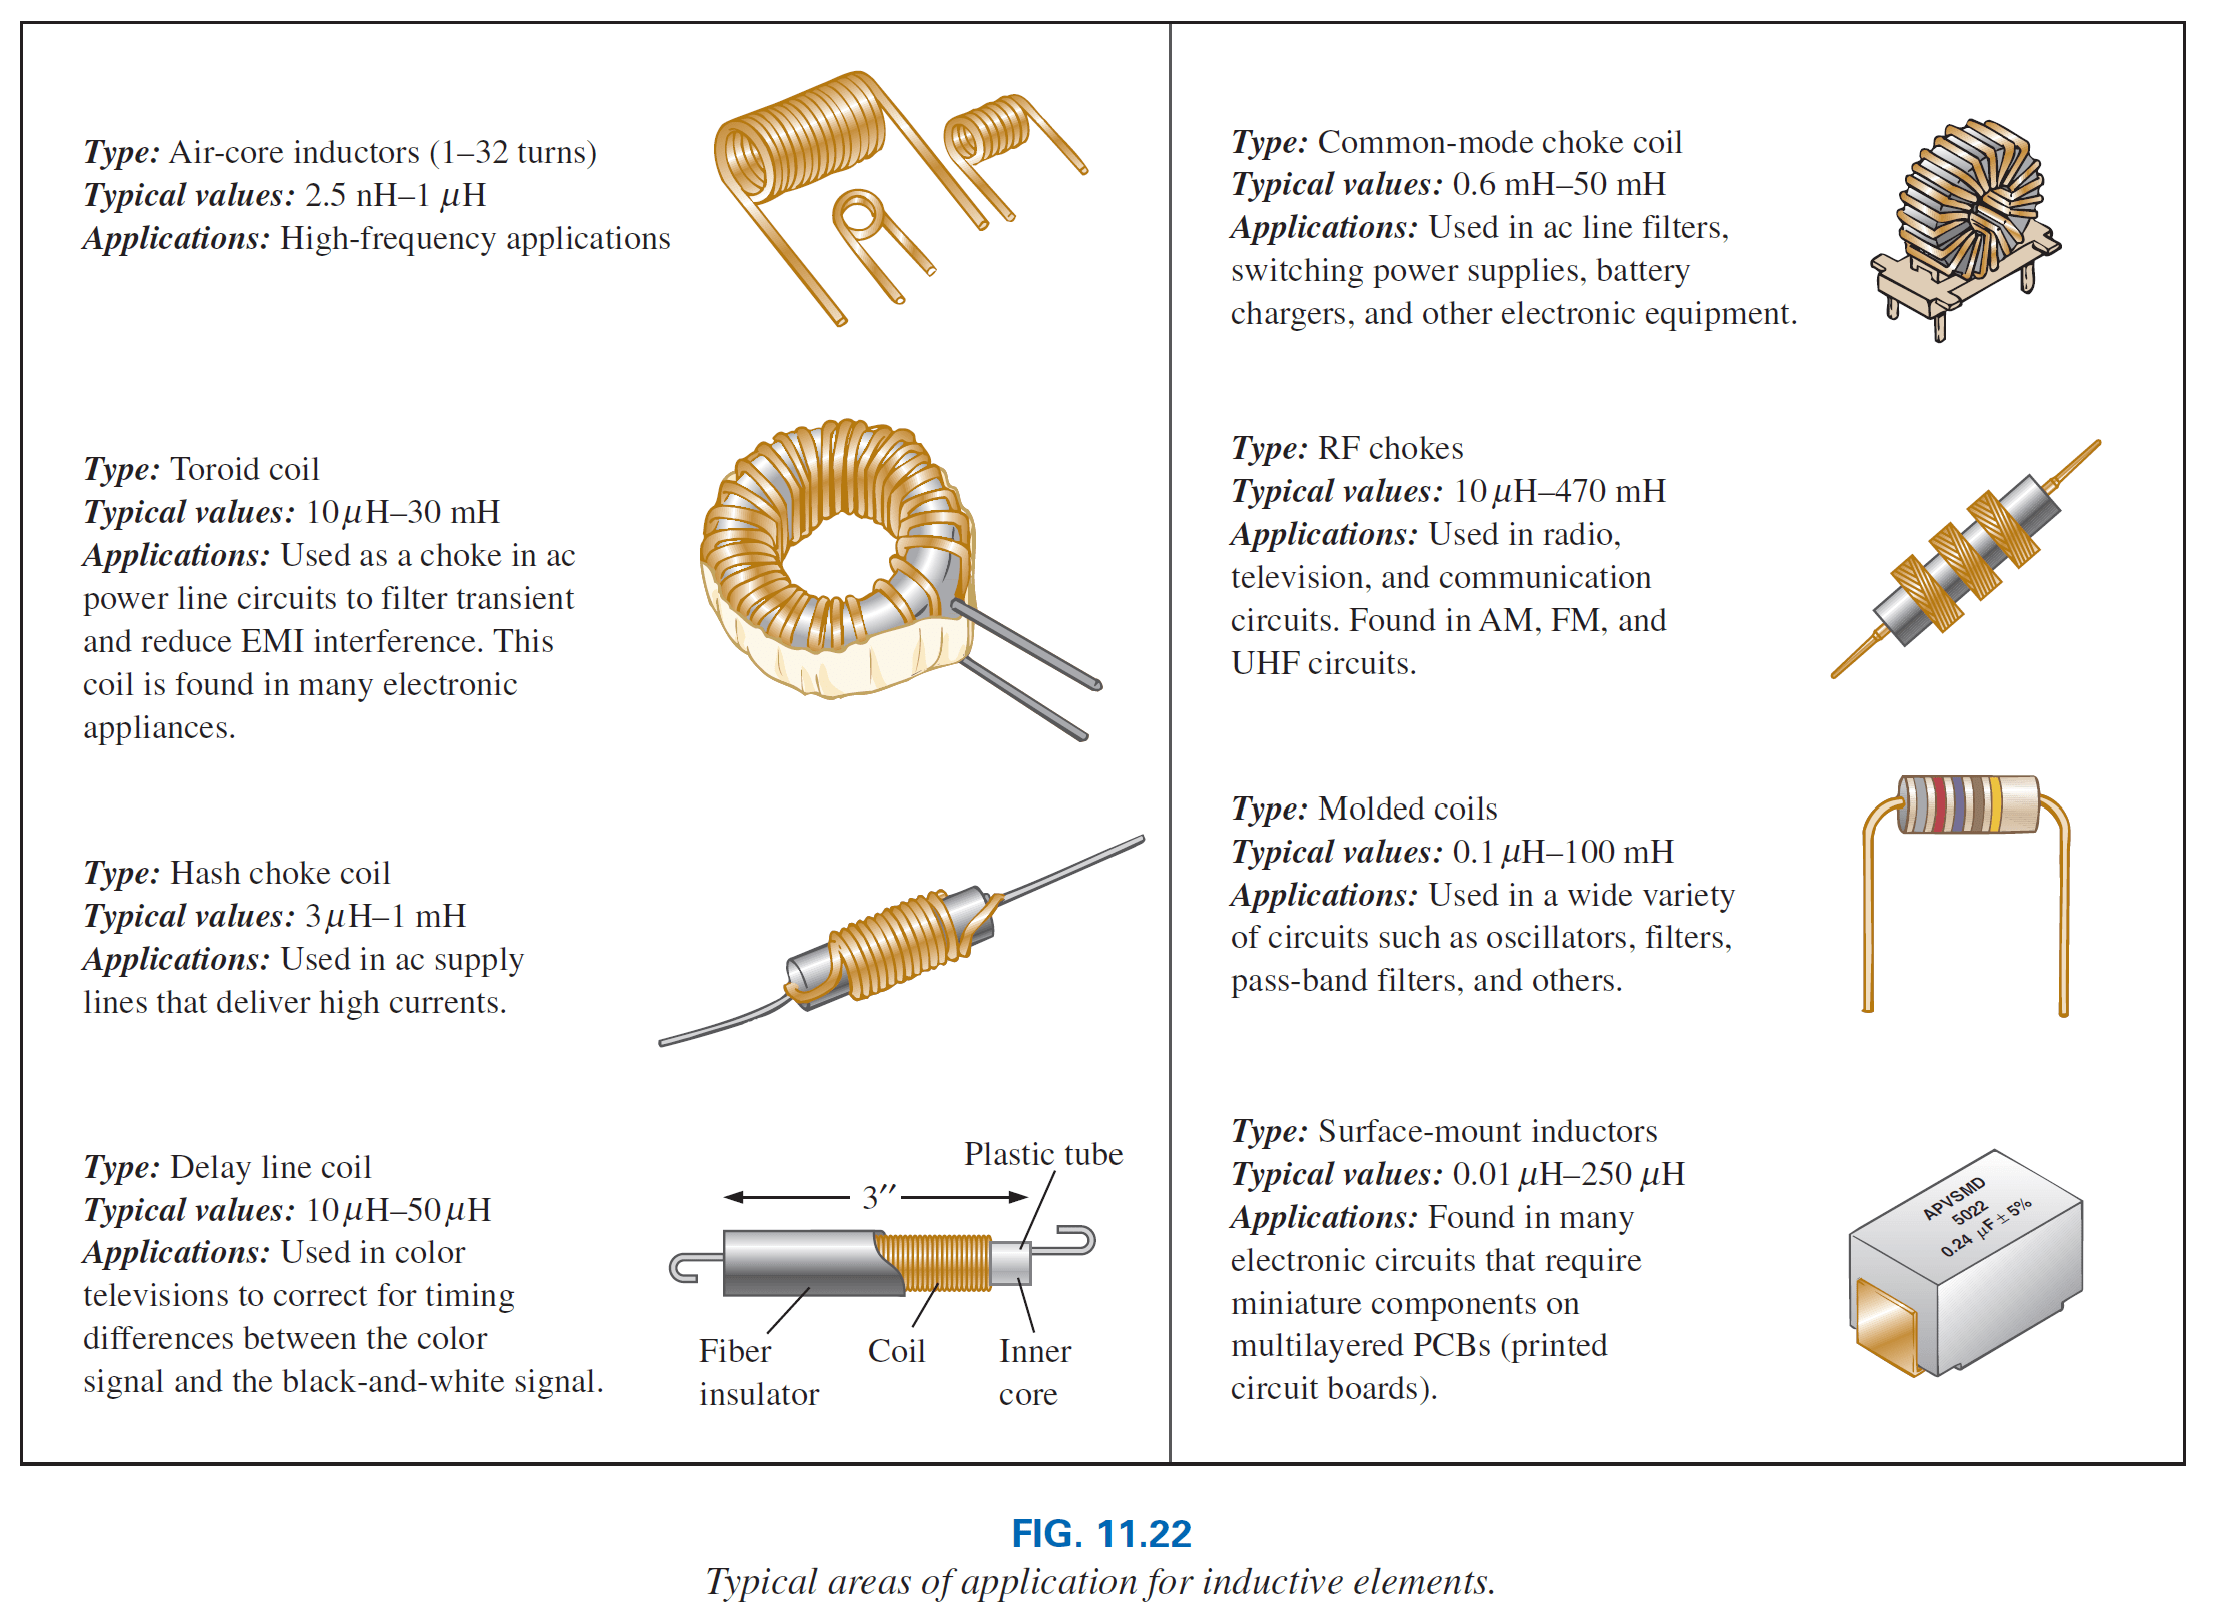 Type: Air-core inductors (1–32 turns)
Typical values: 2.5 nH–1 μH
Applications: High-frequency applications
Type: Toroid coil
Typical values: 10 μH–30 mH
Applications: Used as a choke in ac
power line circuits to filter transient
and reduce EMI interference. This
coil is found in many electronic
appliances.
Type: Hash choke coil
Typical values: 3 μH–1 mH
Applications: Used in ac supply
lines that deliver high currents.
Type: Delay line coil
Typical values: 10 μH–50 μH
Applications: Used in color
televisions to correct for timing
differences between the color
signal and the black-and-white signal.
Plastic tube
3″
Fiber
insulator
Coil
Inner
core
Type: Common-mode choke coil
Typical values: 0.6 mH–50 mH
Applications: Used in ac line filters,
switching power supplies, battery
chargers, and other electronic equipment.
Type: RF chokes
Typical values: 10 μH–470 mH
Applications: Used in radio,
television, and communication
circuits. Found in AM, FM, and
UHF circuits.
Type: Molded coils
Typical values: 0.1 μH–100 mH
Applications: Used in a wide variety
of circuits such as oscillators, filters,
pass-band filters, and others.
Type: Surface-mount inductors
Typical values: 0.01 μH–250 μH
Applications: Found in many
electronic circuits that require
miniature components on
multilayered PCBs (printed
circuit boards).
APVSMD
5022
0.24 μF ± 5%
FIG. 11.22
Typical areas of application for inductive elements.